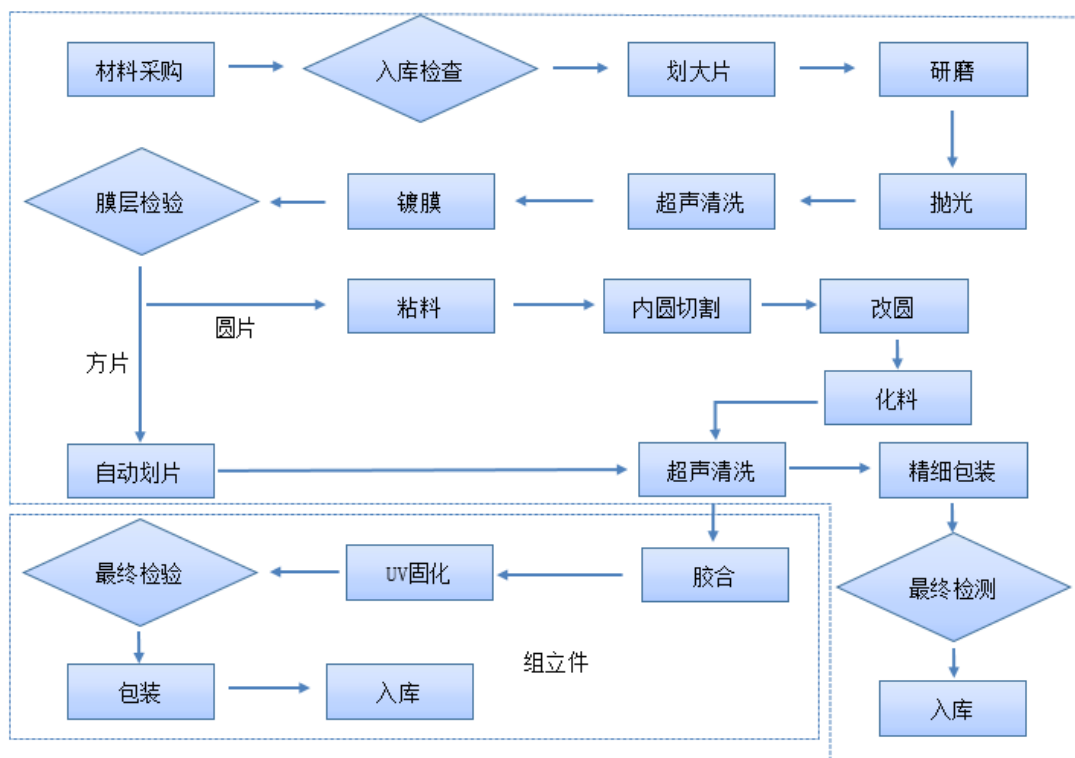 材料采购
入库检查
划大片
研磨
膜层检验
镀膜
超声清洗
抛光
粘料
内圆切割
改圆
圆片
方片
化料
自动划片
超声清洗
精细包装
最终检验
UV固化
胶合
最终检测
组立件
包装
入库
入库